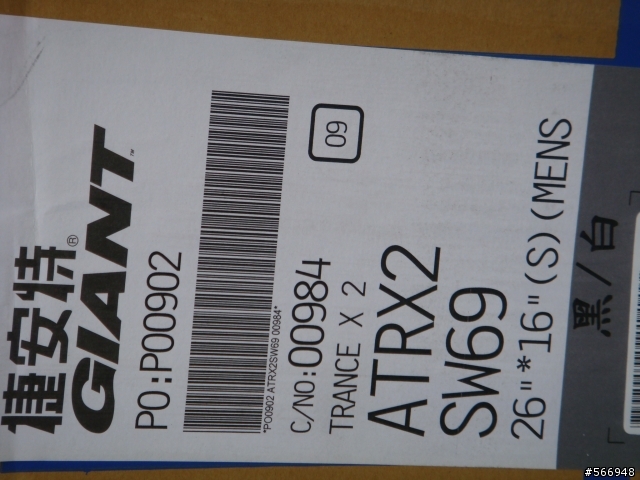 捷安特®
GIANT™
PO:P00902
*P00902 ATRX2SW69 00984*
09
C/NO:00984
TRANCE X 2
ATRX2
SW69
26"*16"(S)(MENS
黑/白
#566948